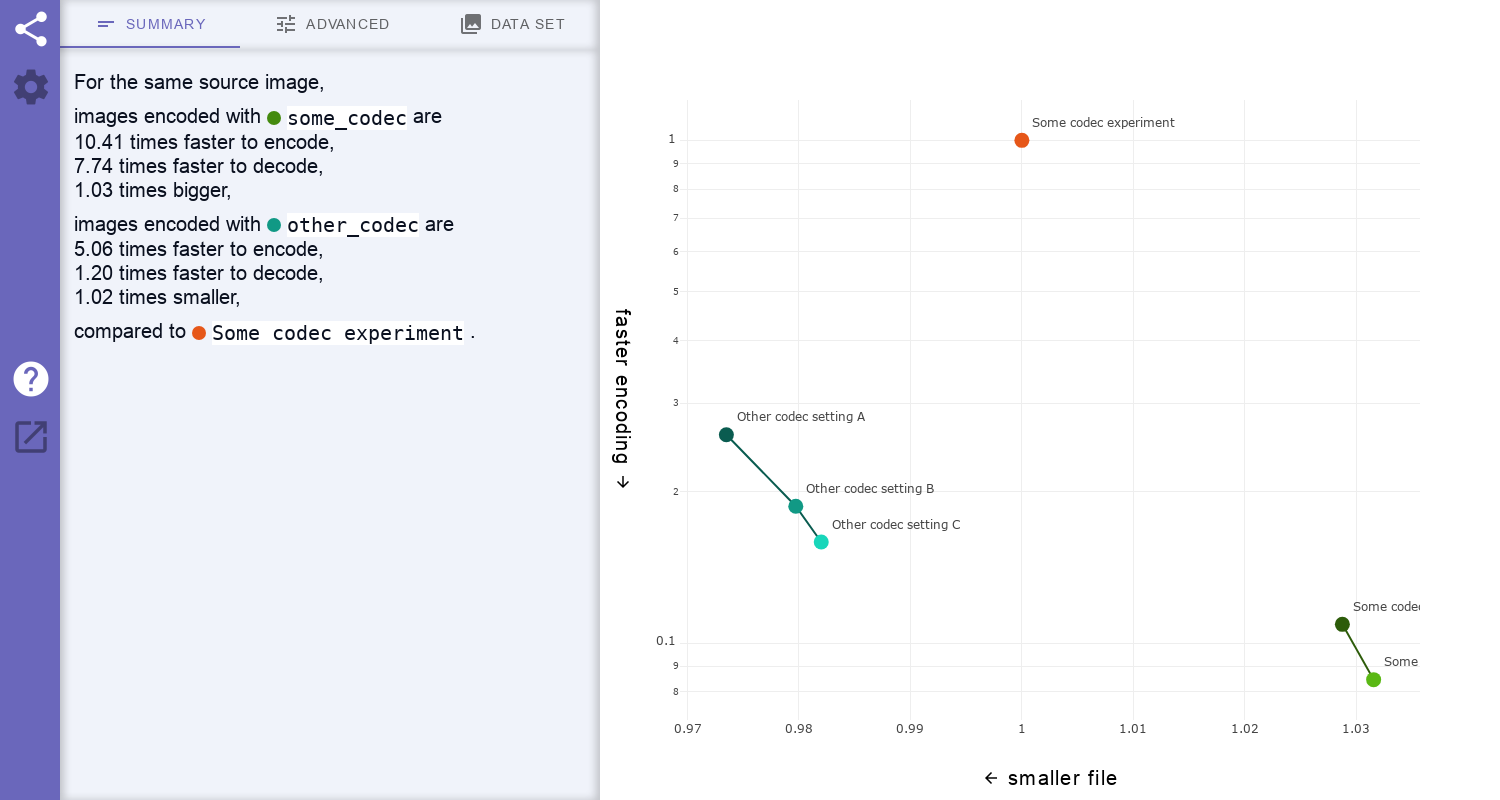 SUMMARY
ADVANCED
DATA SET
For the same source image,
images encoded with some_codec are
10.41 times faster to encode,
7.74 times faster to decode,
1.03 times bigger,
images encoded with other_codec are
5.06 times faster to encode,
1.20 times faster to decode,
1.02 times smaller,
compared to Some codec experiment .
faster encoding
1
9
8
7
6
5
4
3
2
0.1
9
8
Some codec experiment
Other codec setting A
Other codec setting B
Other codec setting C
Some codec
Some
0.97
0.98
0.99
1
1.01
1.02
1.03
smaller file